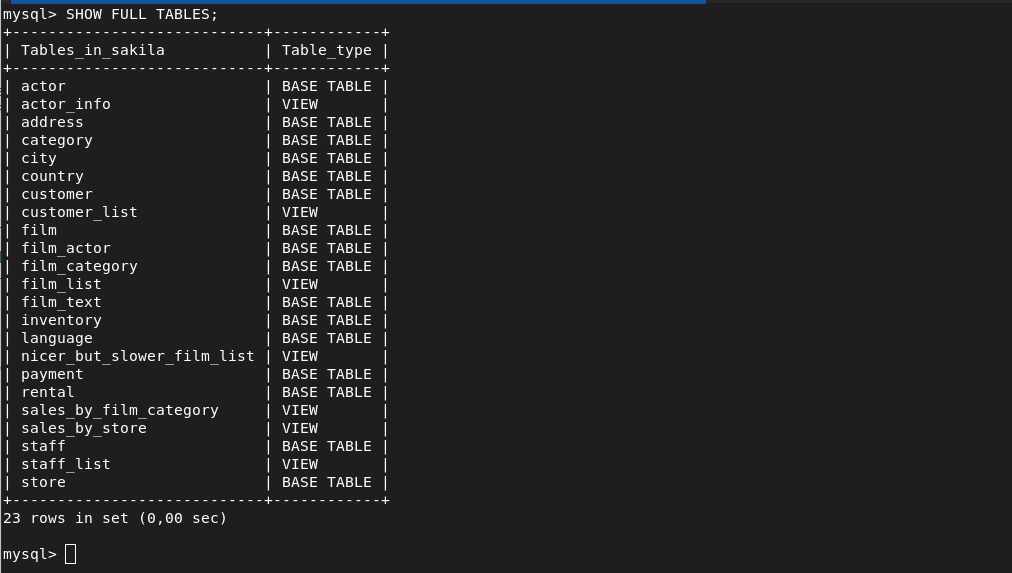 mysql> SHOW FULL TABLES;
+----------------------------+------------+
| Tables_in_sakila           | Table_type |
+----------------------------+------------+
| actor                      | BASE TABLE |
| actor_info                 | VIEW       |
| address                    | BASE TABLE |
| category                   | BASE TABLE |
| city                       | BASE TABLE |
| country                    | BASE TABLE |
| customer                   | BASE TABLE |
| customer_list              | VIEW       |
| film                       | BASE TABLE |
| film_actor                 | BASE TABLE |
| film_category              | BASE TABLE |
| film_list                  | VIEW       |
| film_text                  | BASE TABLE |
| inventory                  | BASE TABLE |
| language                   | BASE TABLE |
| nicer_but_slower_film_list | VIEW       |
| payment                    | BASE TABLE |
| rental                     | BASE TABLE |
| sales_by_film_category     | VIEW       |
| sales_by_store             | VIEW       |
| staff                      | BASE TABLE |
| staff_list                 | VIEW       |
| store                      | BASE TABLE |
+----------------------------+------------+
23 rows in set (0,00 sec)
mysql>